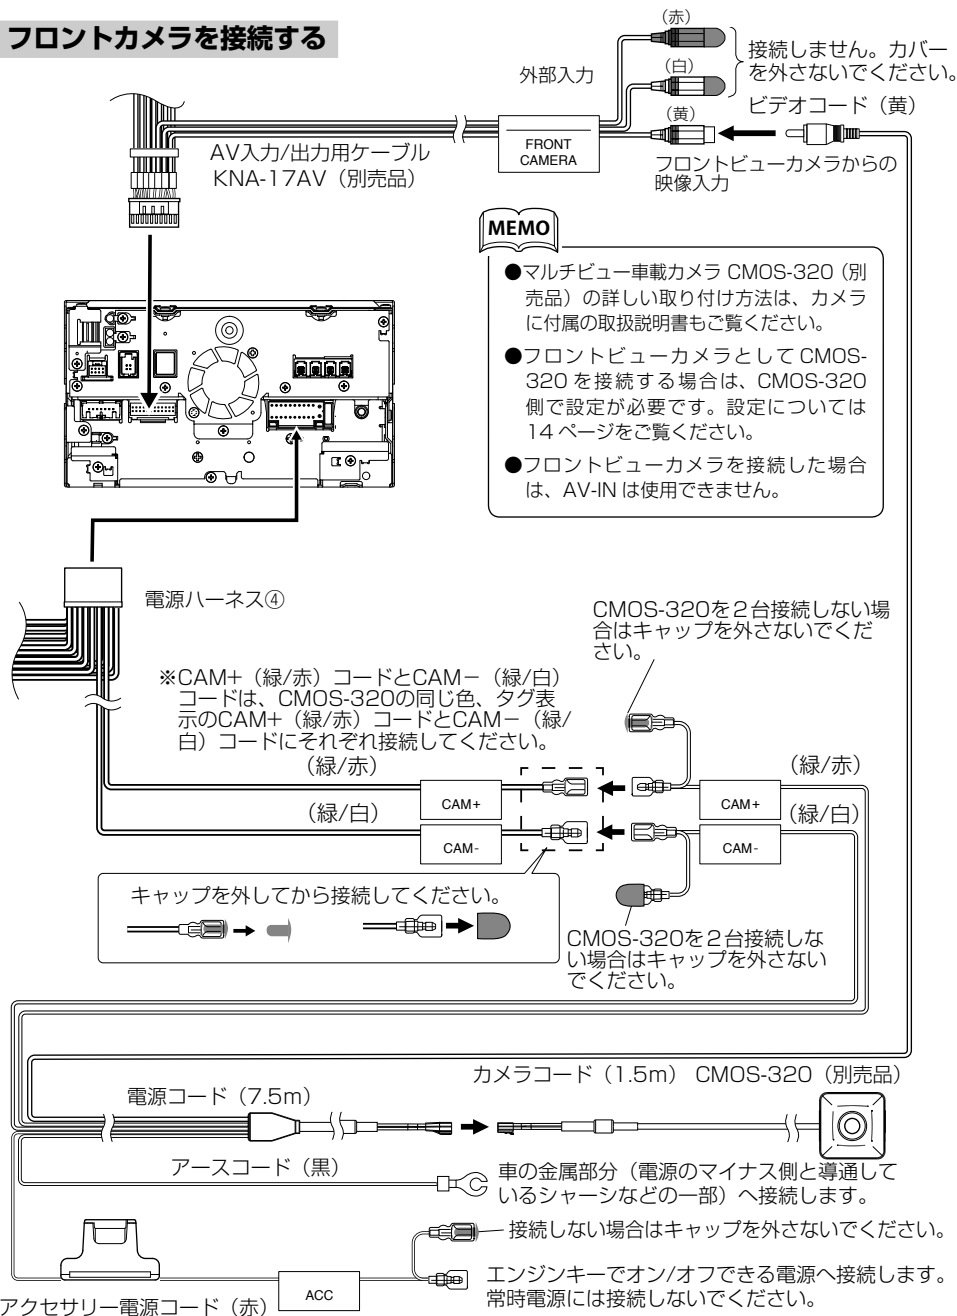 フロントカメラを接続する
(赤)
接続しません。カバー
を外さないでください。
外部入力
(白)
ビデオコード（黄）
(黄)
FRONT
CAMERA
AV入力/出力用ケーブル
KNA-17AV（別売品）
フロントビューカメラからの
映像入力
MEMO
●マルチビュー車載カメラ CMOS-320（別
売品）の詳しい取り付け方法は、カメラ
に付属の取扱説明書もご覧ください。
●フロントビューカメラとして CMOS-
320 を接続する場合は、CMOS-320
側で設定が必要です。設定については
14 ページをご覧ください。
●フロントビューカメラを接続した場合
は、AV-IN は使用できません。
電源ハーネス④
CMOS-320を２台接続しない場
合はキャップを外さないでくだ
さい。
※CAM+（緑/赤）コードとCAM−（緑/白）
コードは、CMOS-320の同じ色、タグ表
示のCAM+（緑/赤）コードとCAM−（緑/
白）コードにそれぞれ接続してください。
（緑/赤）
（緑/赤）
CAM+
CAM+
（緑/白）
（緑/白）
CAM-
CAM-
キャップを外してから接続してください。
CMOS-320を２台接続しな
い場合はキャップを外さない
でください。
カメラコード（1.5m） CMOS-320（別売品）
電源コード（7.5m）
アースコード（黒）
車の金属部分（電源のマイナス側と導通して
いるシャーシなどの一部）へ接続します。
接続しない場合はキャップを外さないでください。
エンジンキーでオン/オフできる電源へ接続します。
常時電源には接続しないでください。
ACC
アクセサリー電源コード（赤）